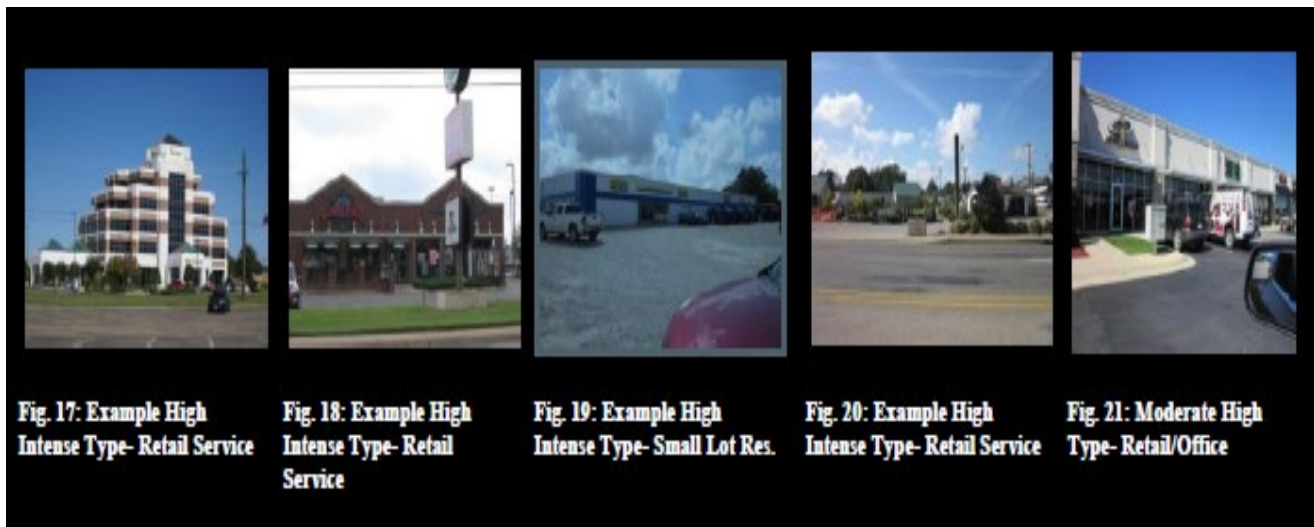 Fig. 17: Example High
Intense Type- Retail Service
Fig. 18: Example High
Intense Type- Retail
Service
Fig. 19: Example High
Intense Type- Small Lot Res.
Fig. 20: Example High
Intense Type- Retail Service
Fig. 21: Moderate High
Type- Retail/Office